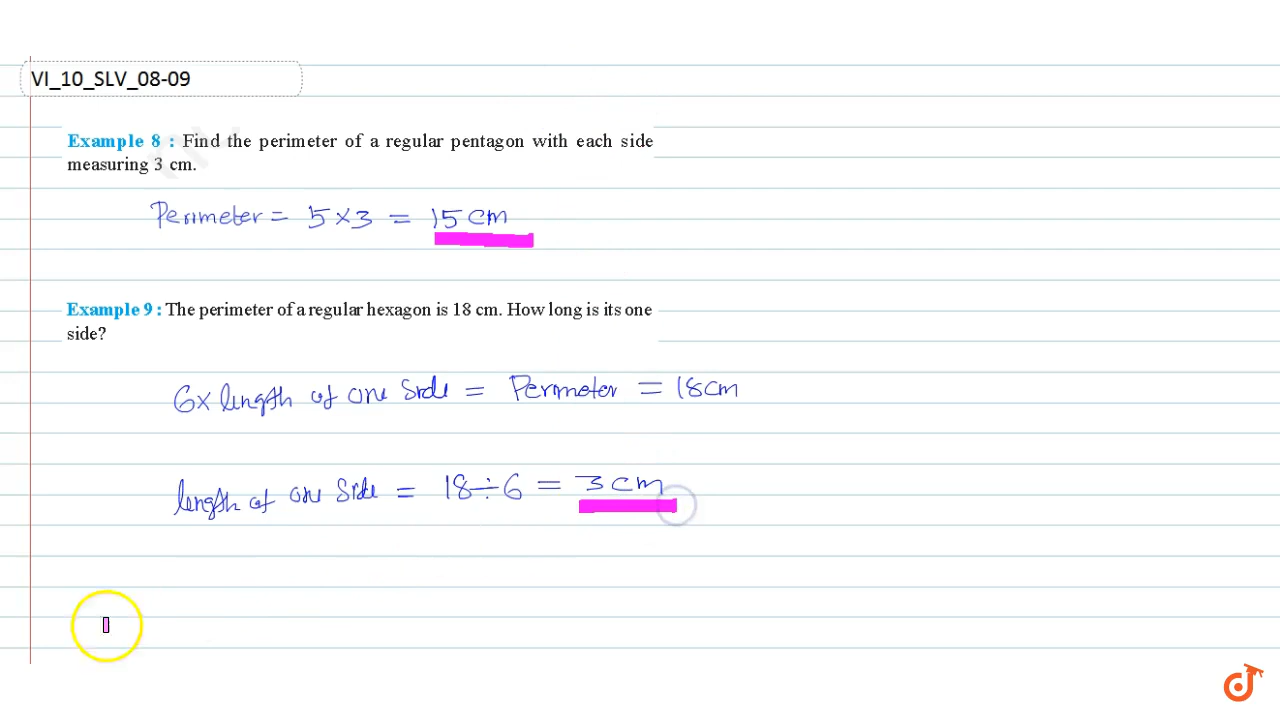 VI_10_SLV_08-09
Example 8 : Find the perimeter of a regular pentagon with each side
measuring 3 cm.
Perimeter = 5 × 3 = 15 cm
Example 9 : The perimeter of a regular hexagon is 18 cm. How long is its one
side?
6 × length of one side = Perimeter = 18 cm
length of one side = 18 ÷ 6 = 3 cm